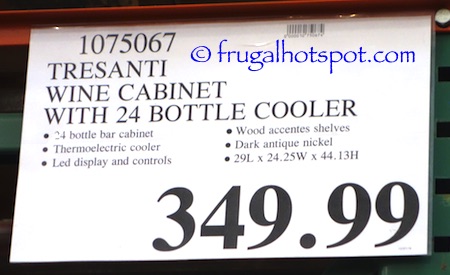 1075067
© frugalhotspot.com
TRESANTI
WINE CABINET
WITH 24 BOTTLE COOLER
• 24 bottle bar cabinet
• Thermoelectric cooler
• Led display and controls
• Wood accentes shelves
• Dark antique nickel
• 29L x 24.25W x 44.13H
349.99